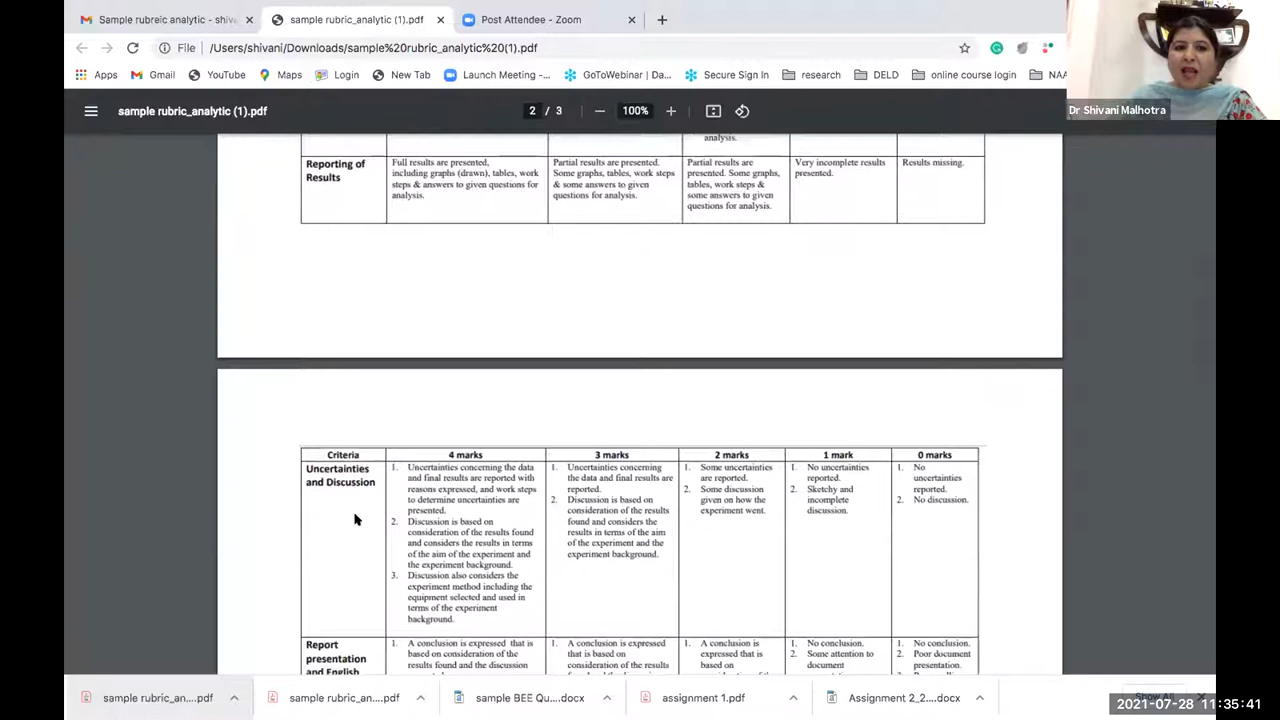 Sample rubreic analytic - shiva
sample rubric_analytic (1).pdf
Post Attendee - Zoom
File
/Users/shivani/Downloads/sample%20rubric_analytic%20(1).pdf
Apps
Gmail
YouTube
Maps
Login
New Tab
Launch Meeting -...
GoToWebinar | Da...
Secure Sign In
research
DELD
online course login
NAA
Dr Shivani Malhotra
sample rubric_analytic (1).pdf
2 / 3
100%
analysis.
Reporting of
Results
Full results are presented,
including graphs (drawn), tables, work
steps & answers to given questions for
analysis.
Partial results are presented.
Some graphs, tables, work steps
& some answers to given
questions for analysis.
Partial results are
presented. Some graphs,
tables, work steps &
some answers to given
questions for analysis.
Very incomplete results
presented.
Results missing.
Criteria
4 marks
3 marks
2 marks
1 mark
0 marks
Uncertainties
and Discussion
1. Uncertainties concerning the data
and final results are reported with
reasons expressed, and work steps
to determine uncertainties are
presented.
2. Discussion is based on
consideration of the results found
and considers the results in terms
of the aim of the experiment and
the experiment background.
3. Discussion also considers the
experiment method including the
equipment selected and used in
terms of the experiment
background.
1. Uncertainties concerning
the data and final results are
reported.
2. Discussion is based on
consideration of the results
found and considers the
results in terms of the aim
of the experiment and the
experiment background.
1. Some uncertainties
are reported.
2. Some discussion
given on how the
experiment went.
1. No uncertainties
reported.
2. Sketchy and
incomplete
discussion.
1. No
uncertainties
reported.
2. No discussion.
Report
presentation
and English
1. A conclusion is expressed that is
based on consideration of the
results found and the discussion
1. A conclusion is expressed
that is based on
consideration of the results
1. A conclusion is
expressed that is
based on
1. No conclusion.
2. Some attention to
document
1. No conclusion.
2. Poor document
presentation.
sample rubric_an....pdf
sample rubric_an....pdf
sample BEE Qu....docx
assignment 1.pdf
Assignment 2_2....docx
Show All
2021-07-28 11:35:41